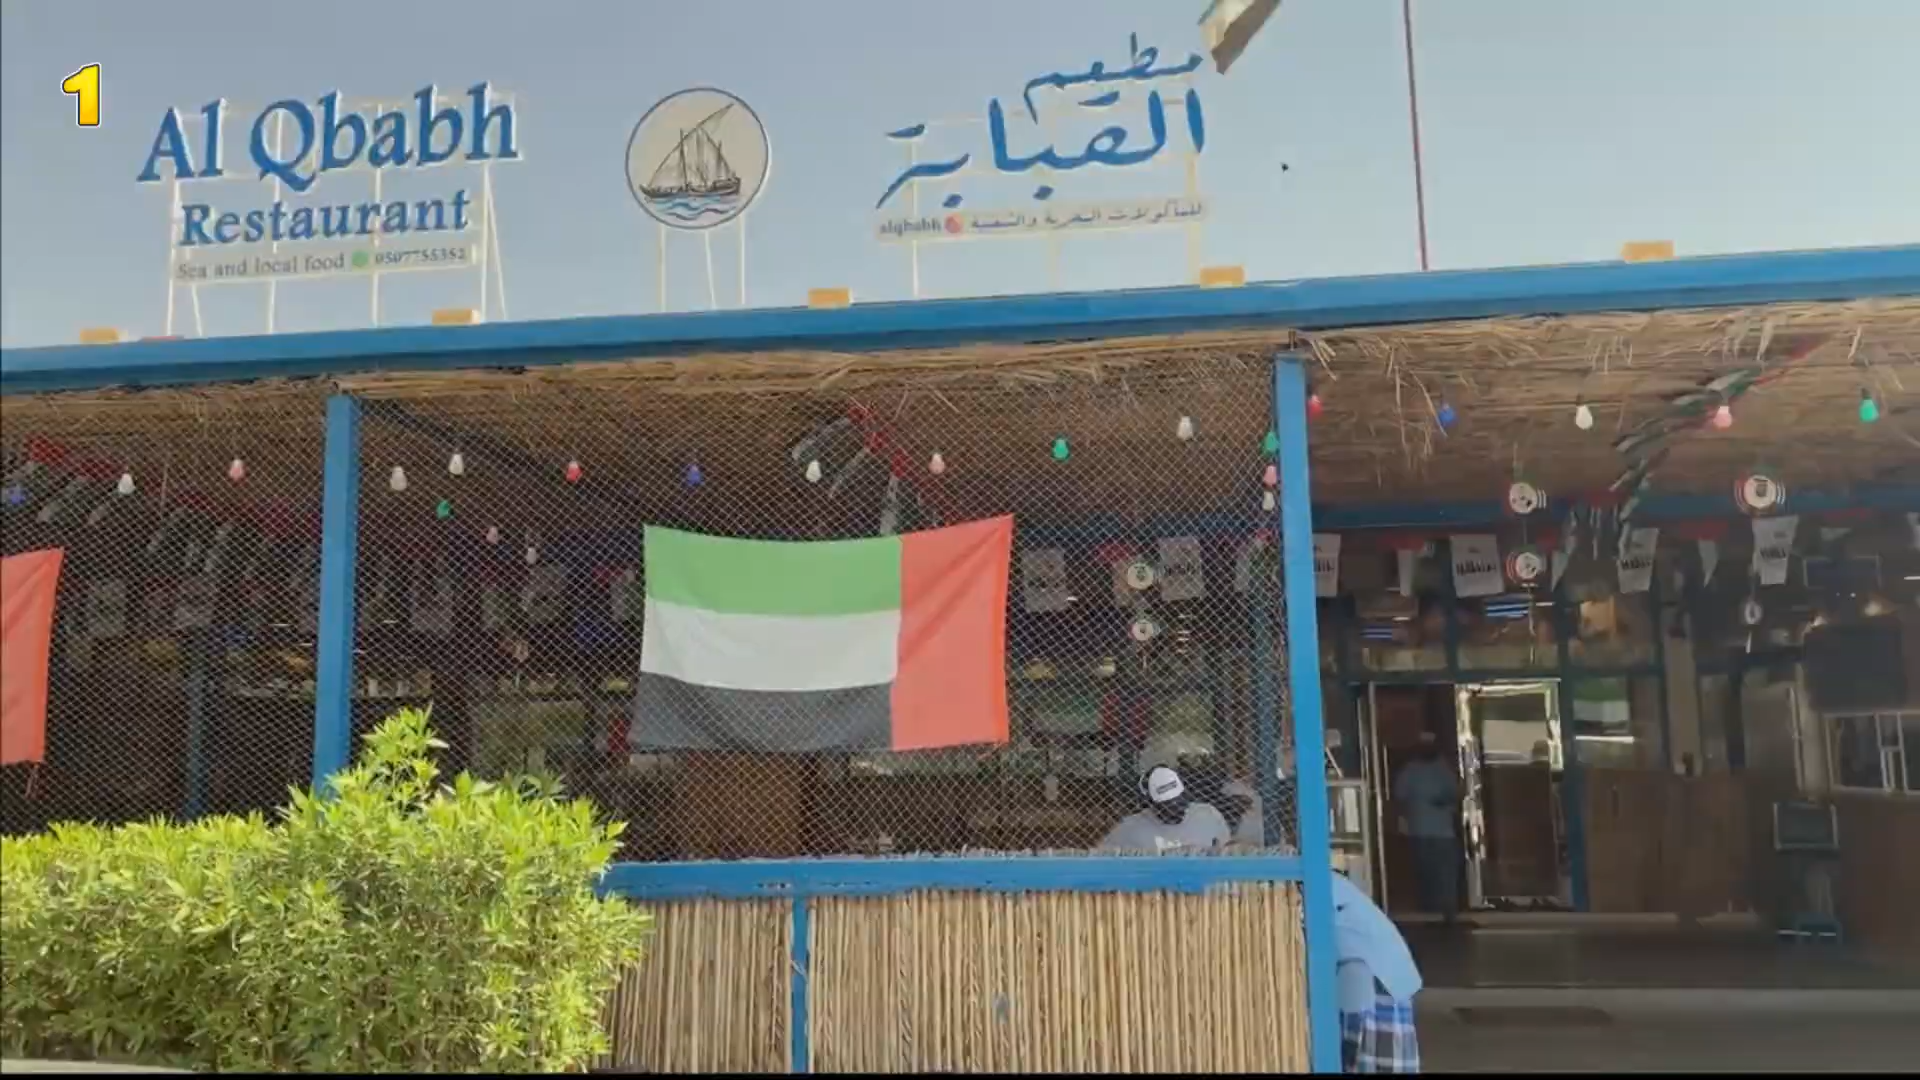 1
Al Qbabh
Restaurant
Sea and local food 0507755352
مطعم
القبابة
للمأكولات البحرية والشعبية alqbabh